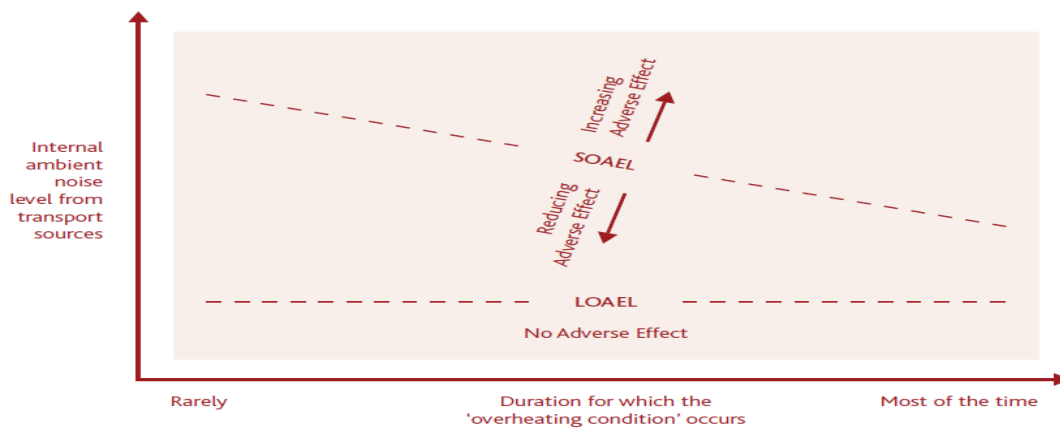 Internal
ambient
noise
level from
transport
sources
Increasing
Adverse Effect
SOAEL
Reducing
Adverse Effect
LOAEL
No Adverse Effect
Rarely
Duration for which the
'overheating condition' occurs
Most of the time